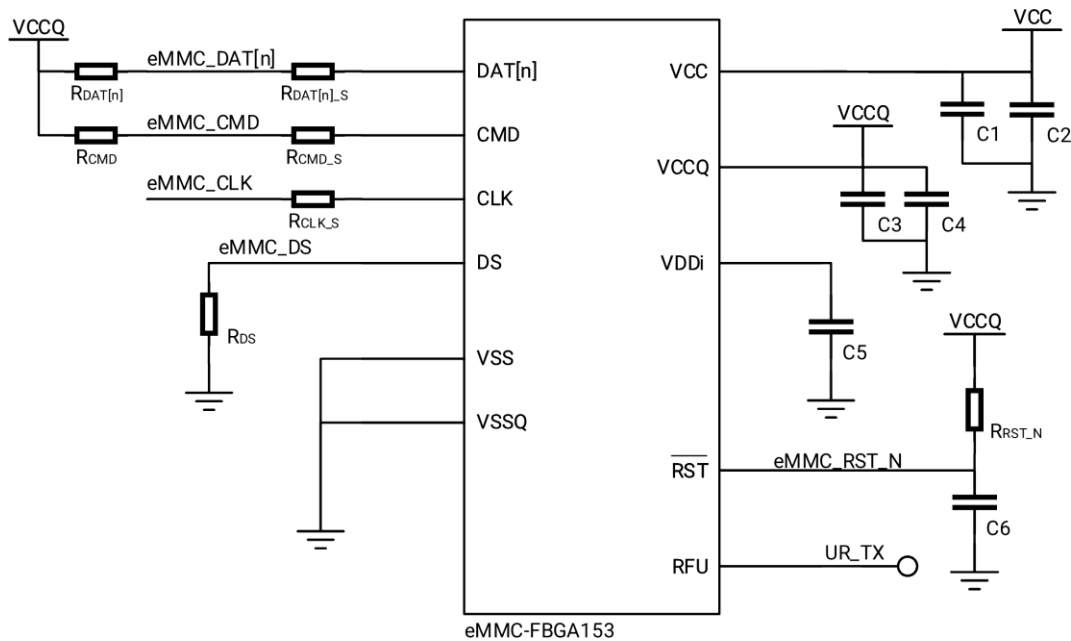 VCCQ
eMMC_DAT[n]
RDAT[n]
RDAT[n]_S
eMMC_CMD
RCMD
RCMD_S
eMMC_CLK
RCLK_S
eMMC_DS
RDS
DAT[n]
CMD
CLK
DS
VSS
VSSQ
VCC
VCCQ
VDDi
RST
RFU
VCC
C1
C2
VCCQ
C3
C4
C5
VCCQ
RRST_N
eMMC_RST_N
C6
UR_TX
eMMC-FBGA153